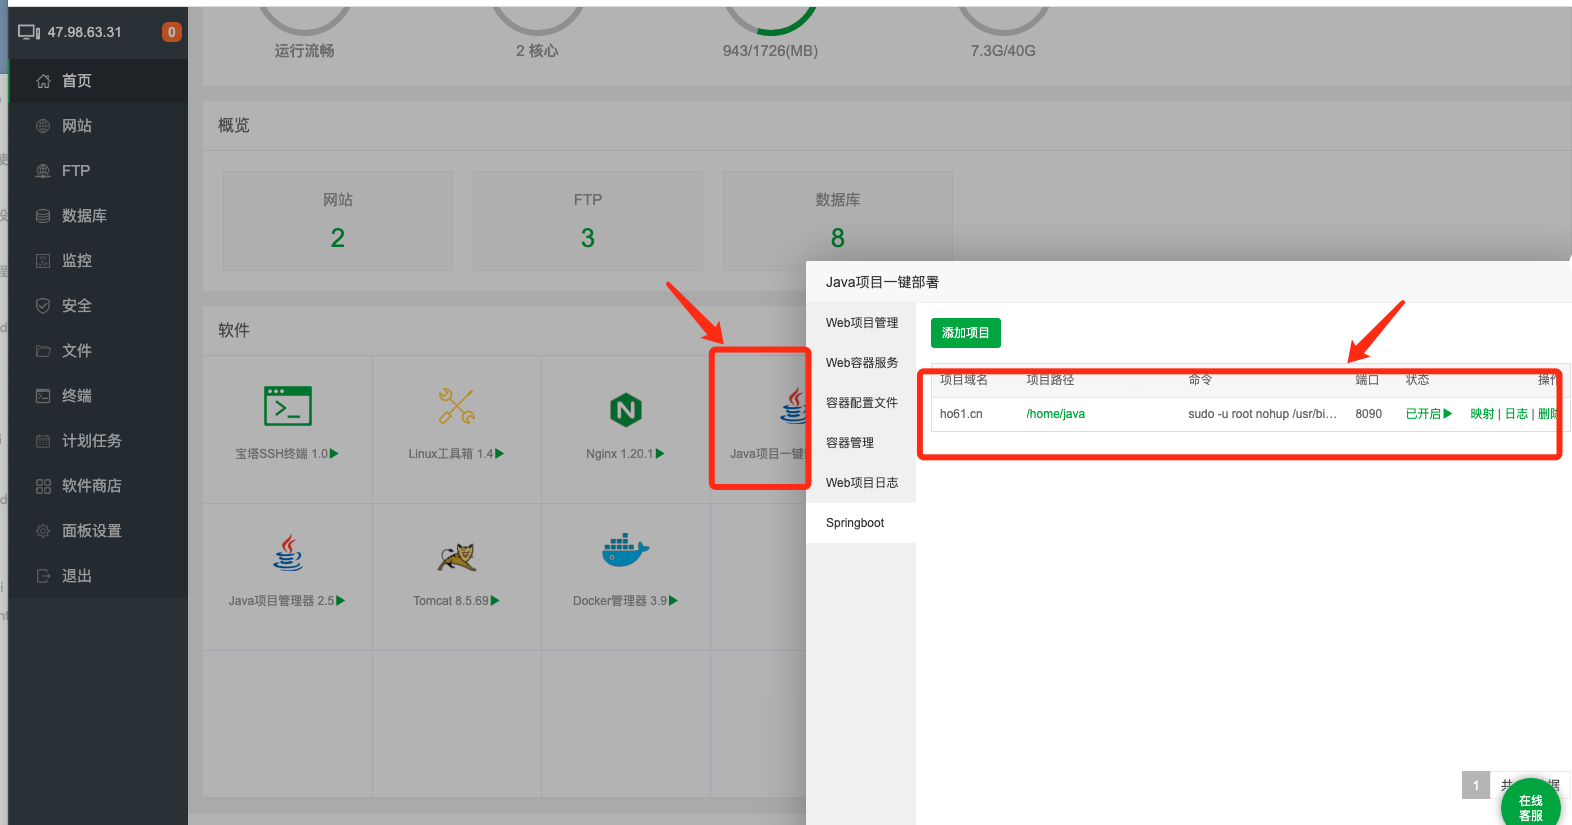 47.98.63.31
0
首页
网站
FTP
数据库
监控
安全
文件
终端
计划任务
软件商店
面板设置
退出
运行流畅
2 核心
943/1726(MB)
7.3G/40G
概览
网站
2
FTP
3
数据库
8
软件
宝塔SSH终端 1.0
Linux工具箱 1.4
Nginx 1.20.1
Java项目一键
Java项目管理器 2.5
Tomcat 8.5.69
Docker管理器 3.9
Java项目一键部署
Web项目管理
Web容器服务
容器配置文件
容器管理
Web项目日志
Springboot
添加项目
项目域名 项目路径 命令 端口 状态 操作
ho61.cn /home/java sudo -u root nohup /usr/bi... 8090 已开启 映射 | 日志 | 删除
1
共
据
在线
客服